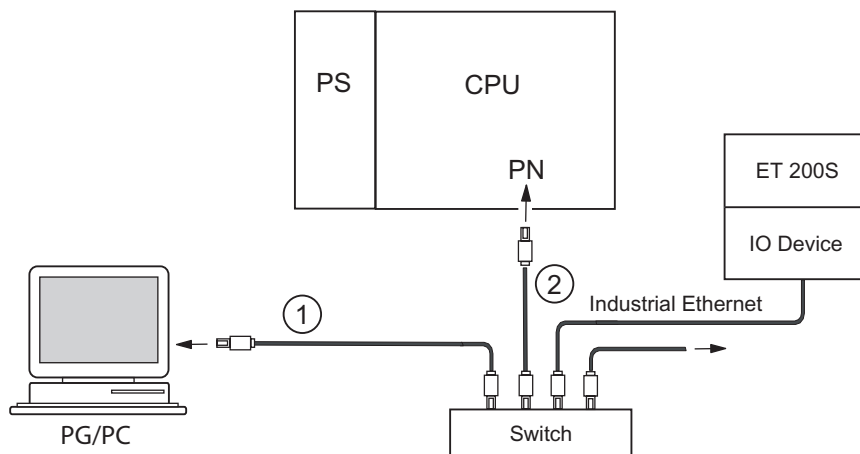 PS
CPU
PN
ET 200S
IO Device
①
②
Industrial Ethernet
PG/PC
Switch